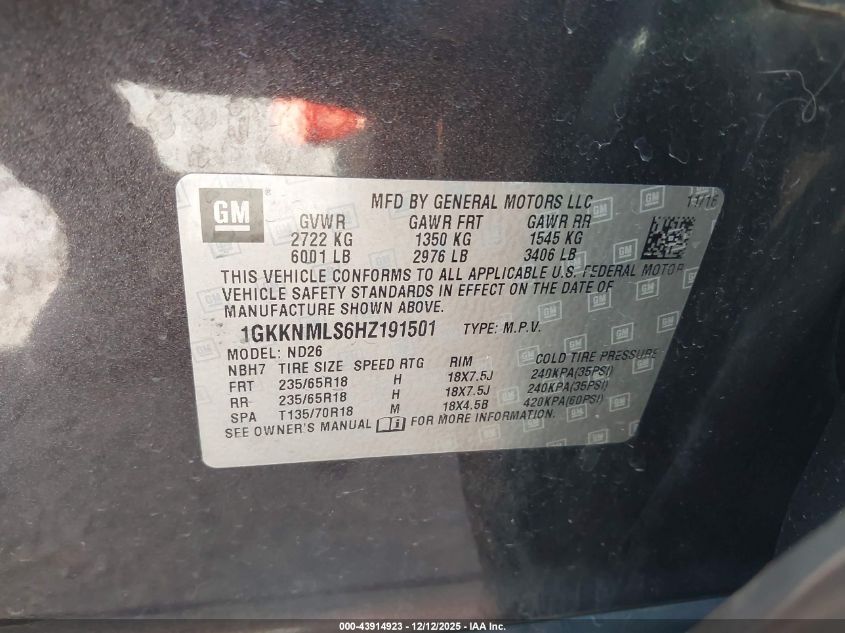 GM
MFD BY GENERAL MOTORS LLC 11/16
GVWR GAWR FRT GAWR RR
2722 KG 1350 KG 1545 KG
6001 LB 2976 LB 3406 LB
THIS VEHICLE CONFORMS TO ALL APPLICABLE U.S. FEDERAL MOTOR
VEHICLE SAFETY STANDARDS IN EFFECT ON THE DATE OF
MANUFACTURE SHOWN ABOVE.
1GKKNMLS6HZ191501 TYPE: M.P.V.
MODEL: ND26
NBH7 TIRE SIZE SPEED RTG RIM COLD TIRE PRESSURE
FRT 235/65R18 H 18X7.5J 240KPA(35PSI)
RR 235/65R18 H 18X7.5J 240KPA(35PSI)
SPA T135/70R18 M 18X4.5B 420KPA(60PSI)
SEE OWNER'S MANUAL FOR MORE INFORMATION.
000-43914923 - 12/12/2025 - IAA Inc.